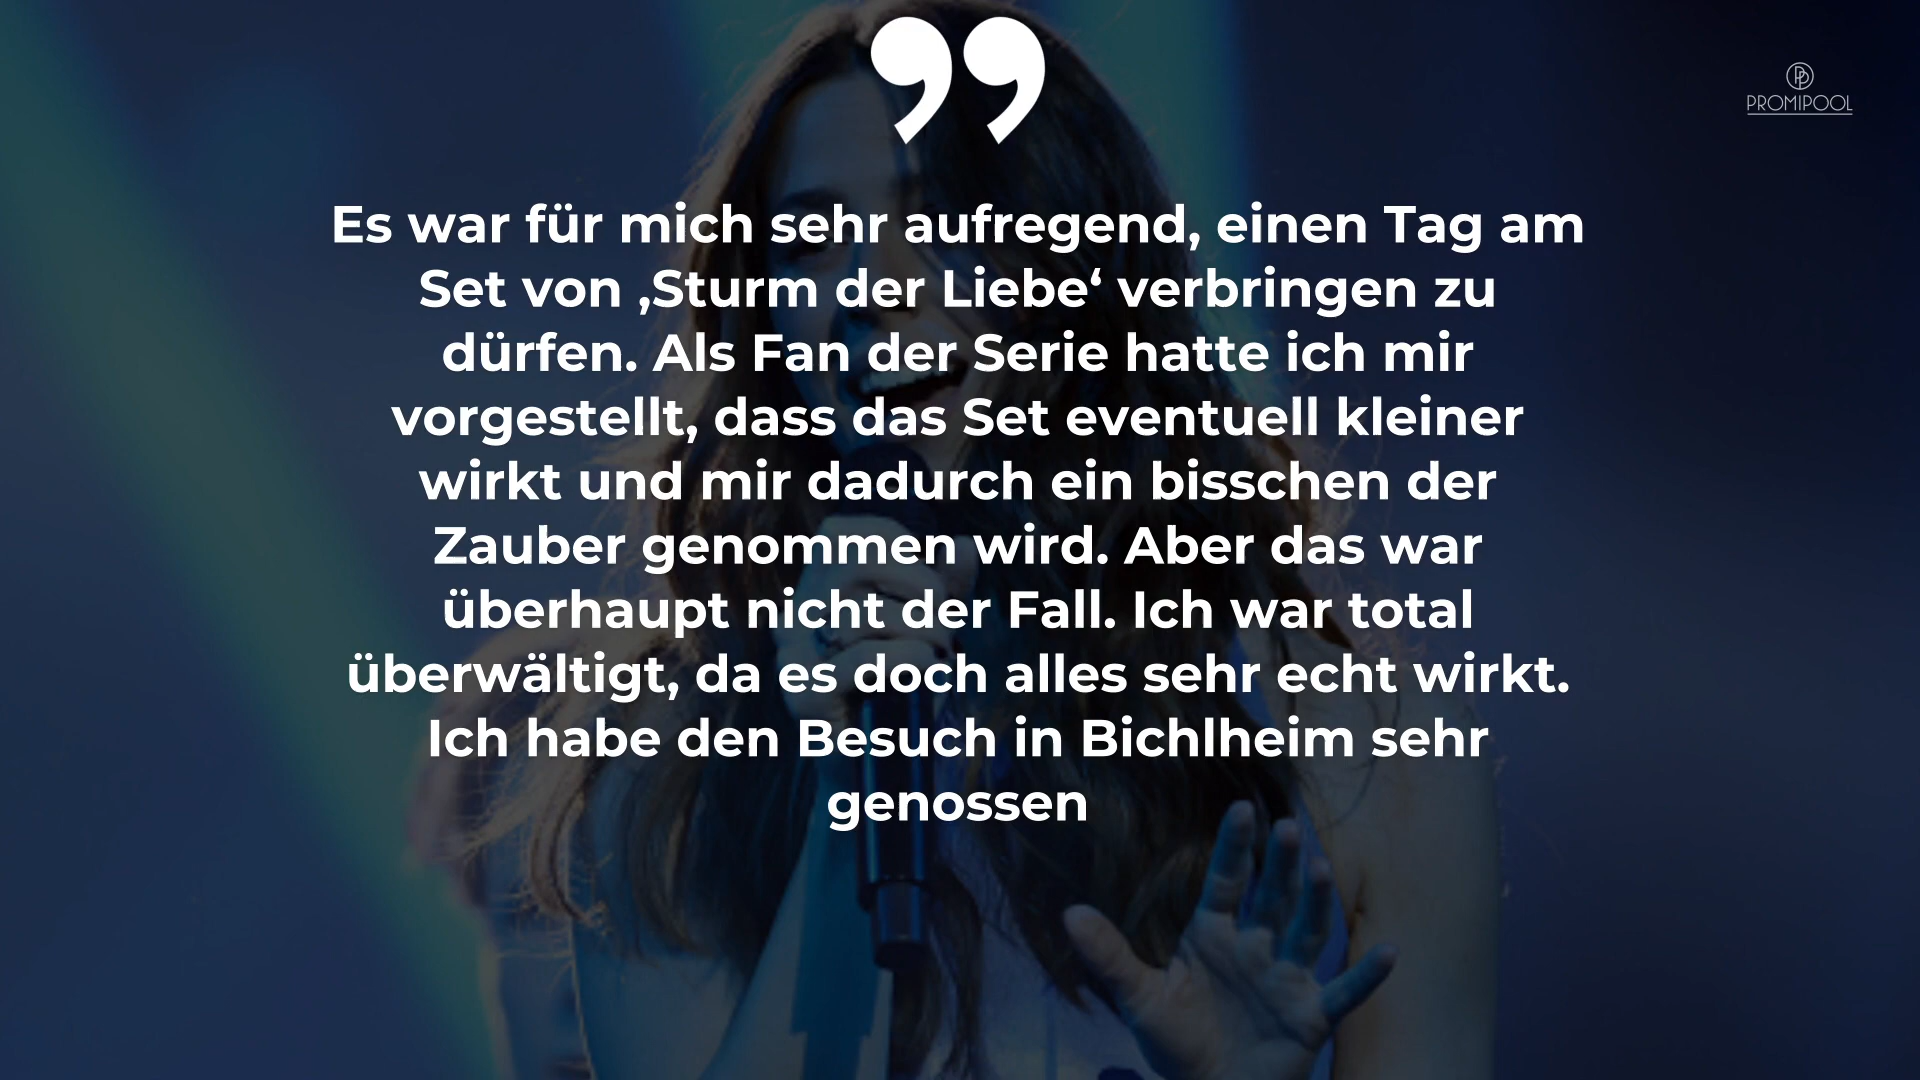 ”
PROMIPOOL
Es war für mich sehr aufregend, einen Tag am
Set von ‚Sturm der Liebe‘ verbringen zu
dürfen. Als Fan der Serie hatte ich mir
vorgestellt, dass das Set eventuell kleiner
wirkt und mir dadurch ein bisschen der
Zauber genommen wird. Aber das war
überhaupt nicht der Fall. Ich war total
überwältigt, da es doch alles sehr echt wirkt.
Ich habe den Besuch in Bichlheim sehr
genossen